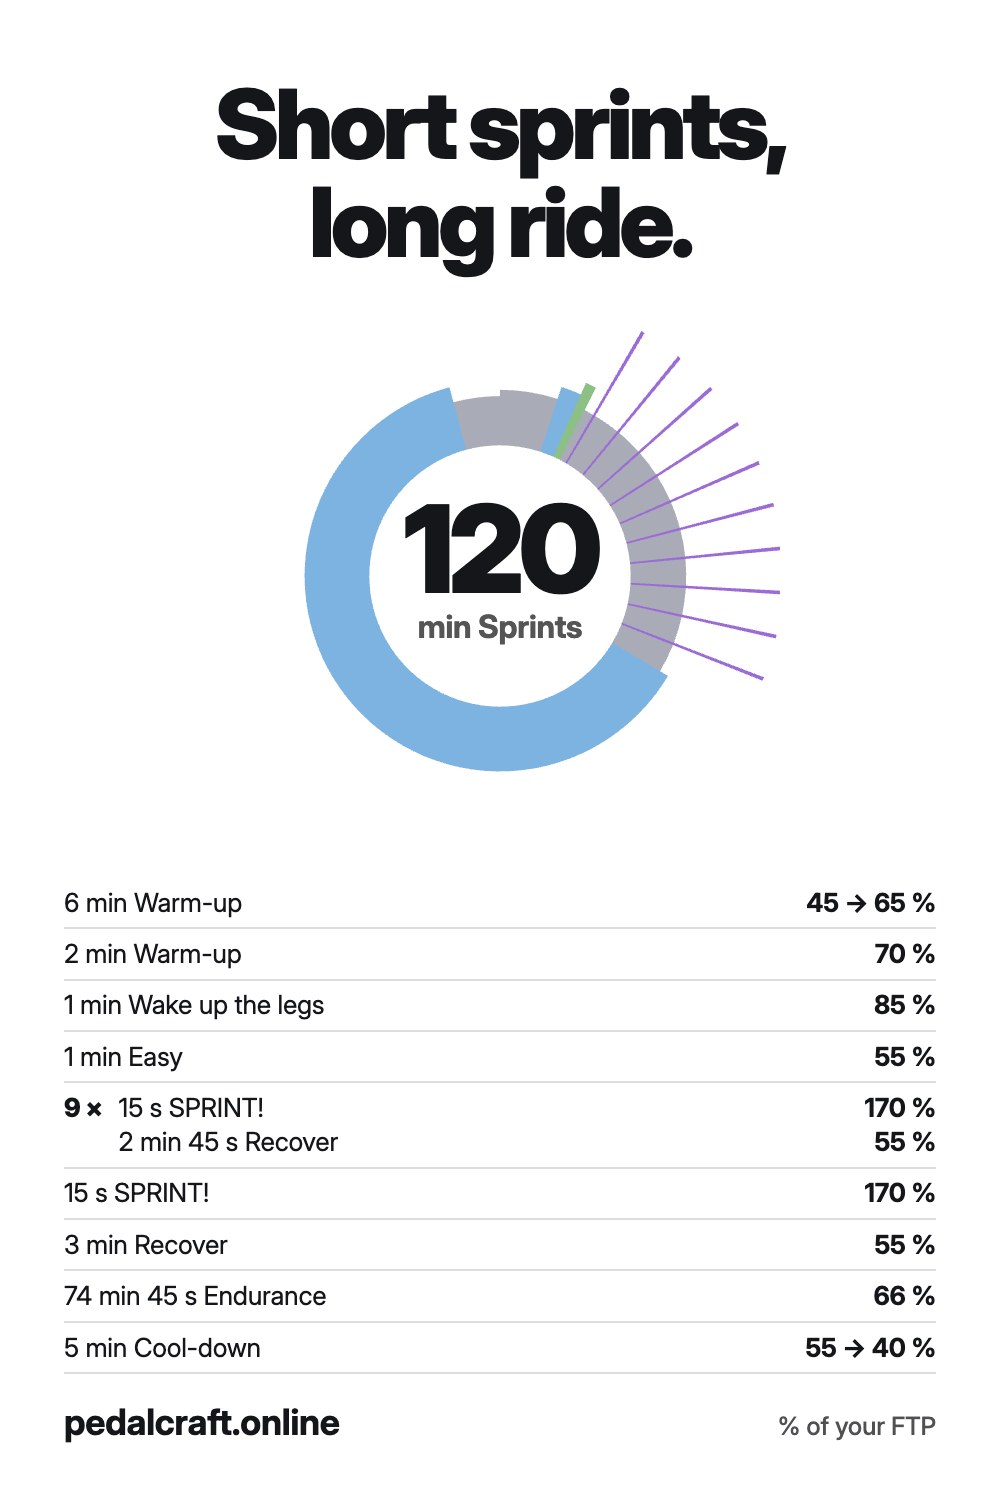 Short sprints,
long ride.
120
min Sprints
6 min Warm-up 45 → 65 %
2 min Warm-up 70 %
1 min Wake up the legs 85 %
1 min Easy 55 %
9 × 15 s SPRINT! 170 %
2 min 45 s Recover 55 %
15 s SPRINT! 170 %
3 min Recover 55 %
74 min 45 s Endurance 66 %
5 min Cool-down 55 → 40 %
pedalcraft.online % of your FTP